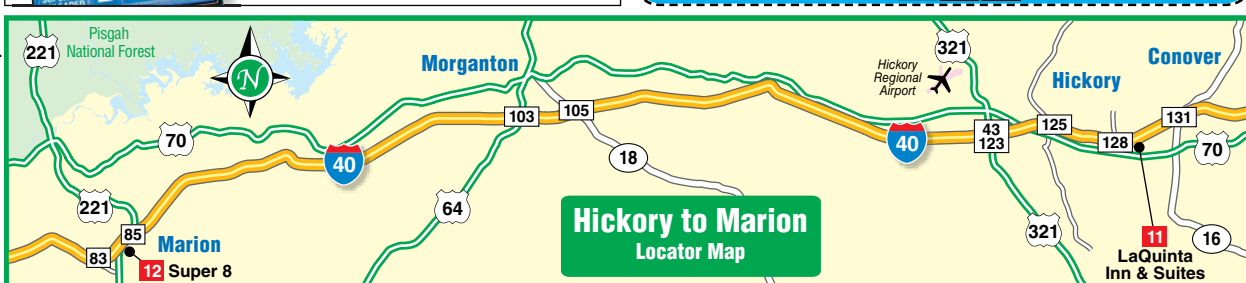 221
Pisgah
National Forest
N
70
221
Morganton
40
103
105
18
64
Hickory to Marion
Locator Map
85
Marion
83
12 Super 8
321
Hickory
Regional
Airport
Hickory
Conover
40
43
123
125
128
131
70
321
11
LaQuinta
Inn & Suites
16